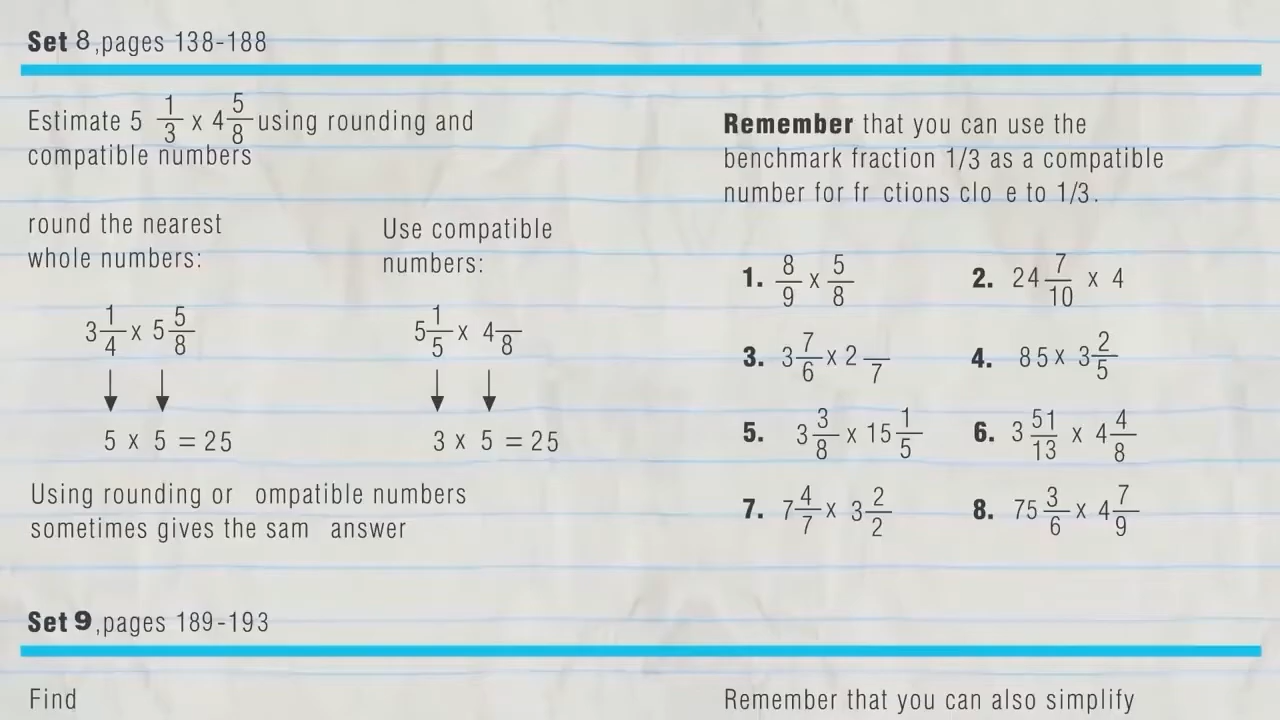 Set 8,pages 138-188
Estimate 5 1/3 x 4 5/8 using rounding and
compatible numbers
round the nearest
whole numbers:
3 1/4 x 5 5/8
5 x 5 = 25
Use compatible
numbers:
5 1/5 x 4 /8
3 x 5 = 25
Using rounding or ompatible numbers
sometimes gives the sam answer
Remember that you can use the
benchmark fraction 1/3 as a compatible
number for fr ctions clo e to 1/3.
1. 8/9 x 5/8
2. 24 7/10 x 4
3. 3 7/6 x 2 /7
4. 85 x 3 2/5
5. 3 3/8 x 15 1/5
6. 3 51/13 x 4 4/8
7. 7 4/7 x 3 2/2
8. 75 3/6 x 4 7/9
Set 9,pages 189-193
Find
Remember that you can also simplify